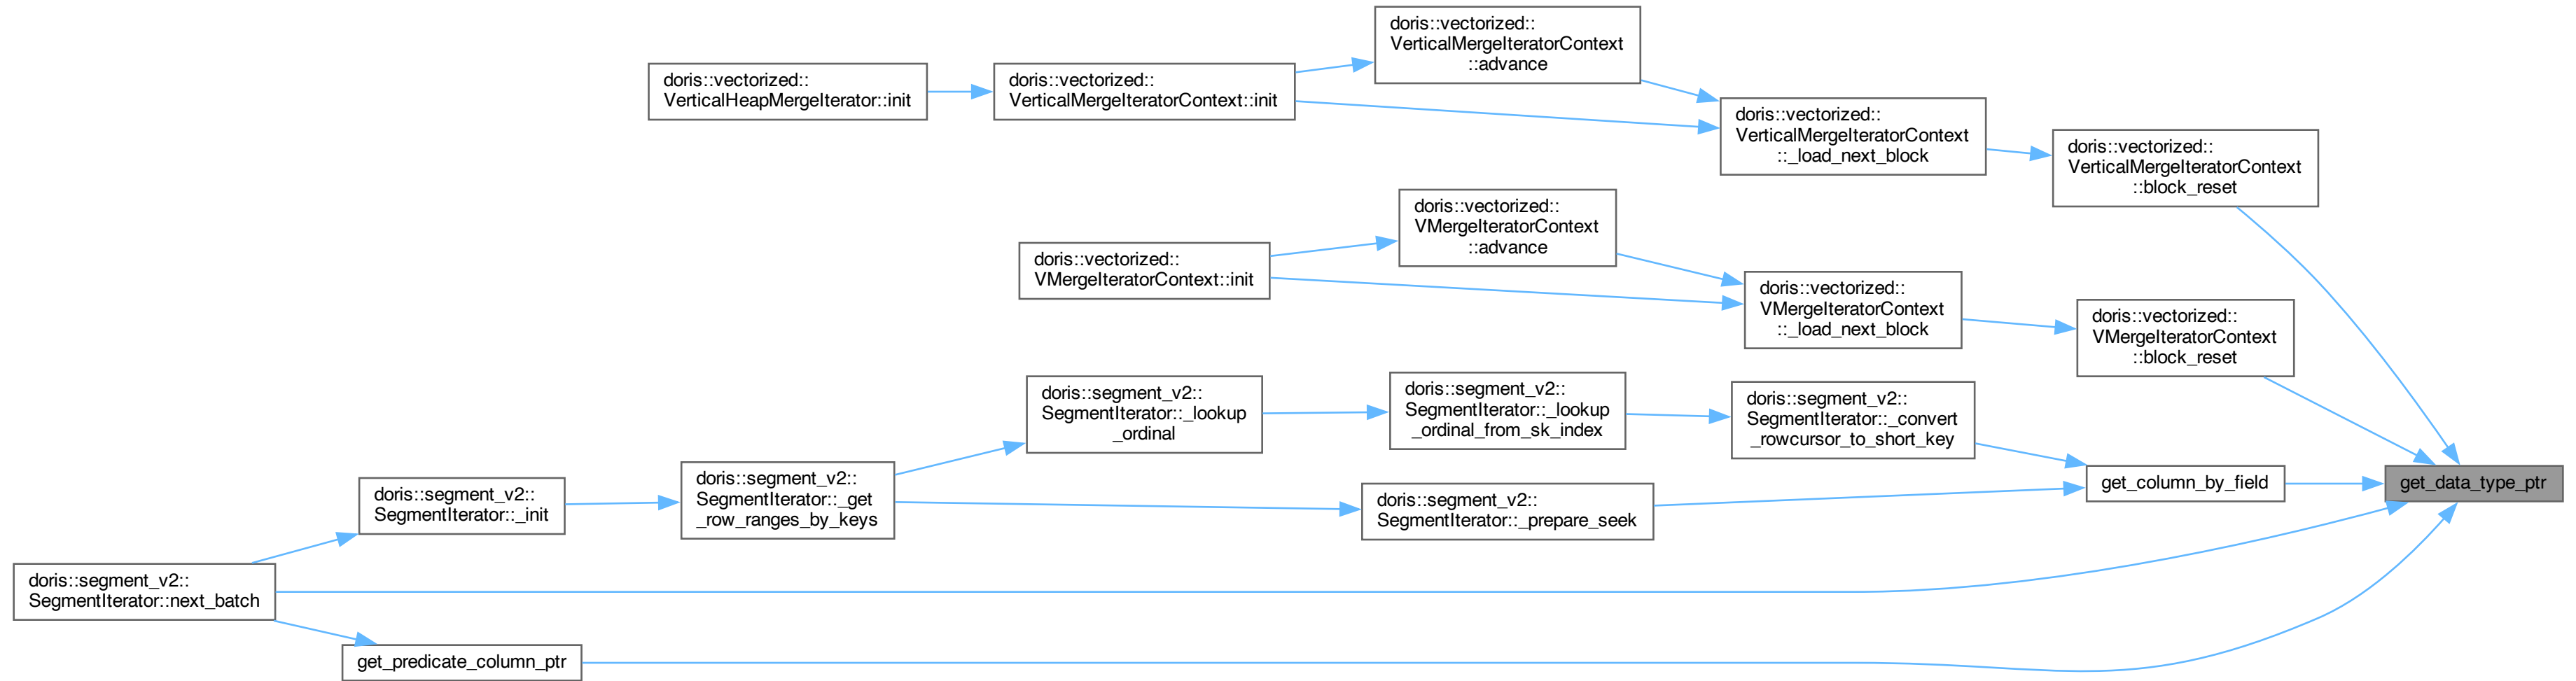 doris::vectorized::
VerticalMergeIteratorContext
::advance
doris::vectorized::
VerticalHeapMergeIterator::init
doris::vectorized::
VerticalMergeIteratorContext::init
doris::vectorized::
VerticalMergeIteratorContext
::_load_next_block
doris::vectorized::
VerticalMergeIteratorContext
::block_reset
doris::vectorized::
VMergeIteratorContext
::advance
doris::vectorized::
VMergeIteratorContext::init
doris::vectorized::
VMergeIteratorContext
::_load_next_block
doris::vectorized::
VMergeIteratorContext
::block_reset
doris::segment_v2::
SegmentIterator::_lookup
_ordinal
doris::segment_v2::
SegmentIterator::_lookup
_ordinal_from_sk_index
doris::segment_v2::
SegmentIterator::_convert
_rowcursor_to_short_key
doris::segment_v2::
SegmentIterator::_init
doris::segment_v2::
SegmentIterator::_get
_row_ranges_by_keys
doris::segment_v2::
SegmentIterator::_prepare_seek
get_column_by_field
get_data_type_ptr
doris::segment_v2::
SegmentIterator::next_batch
get_predicate_column_ptr